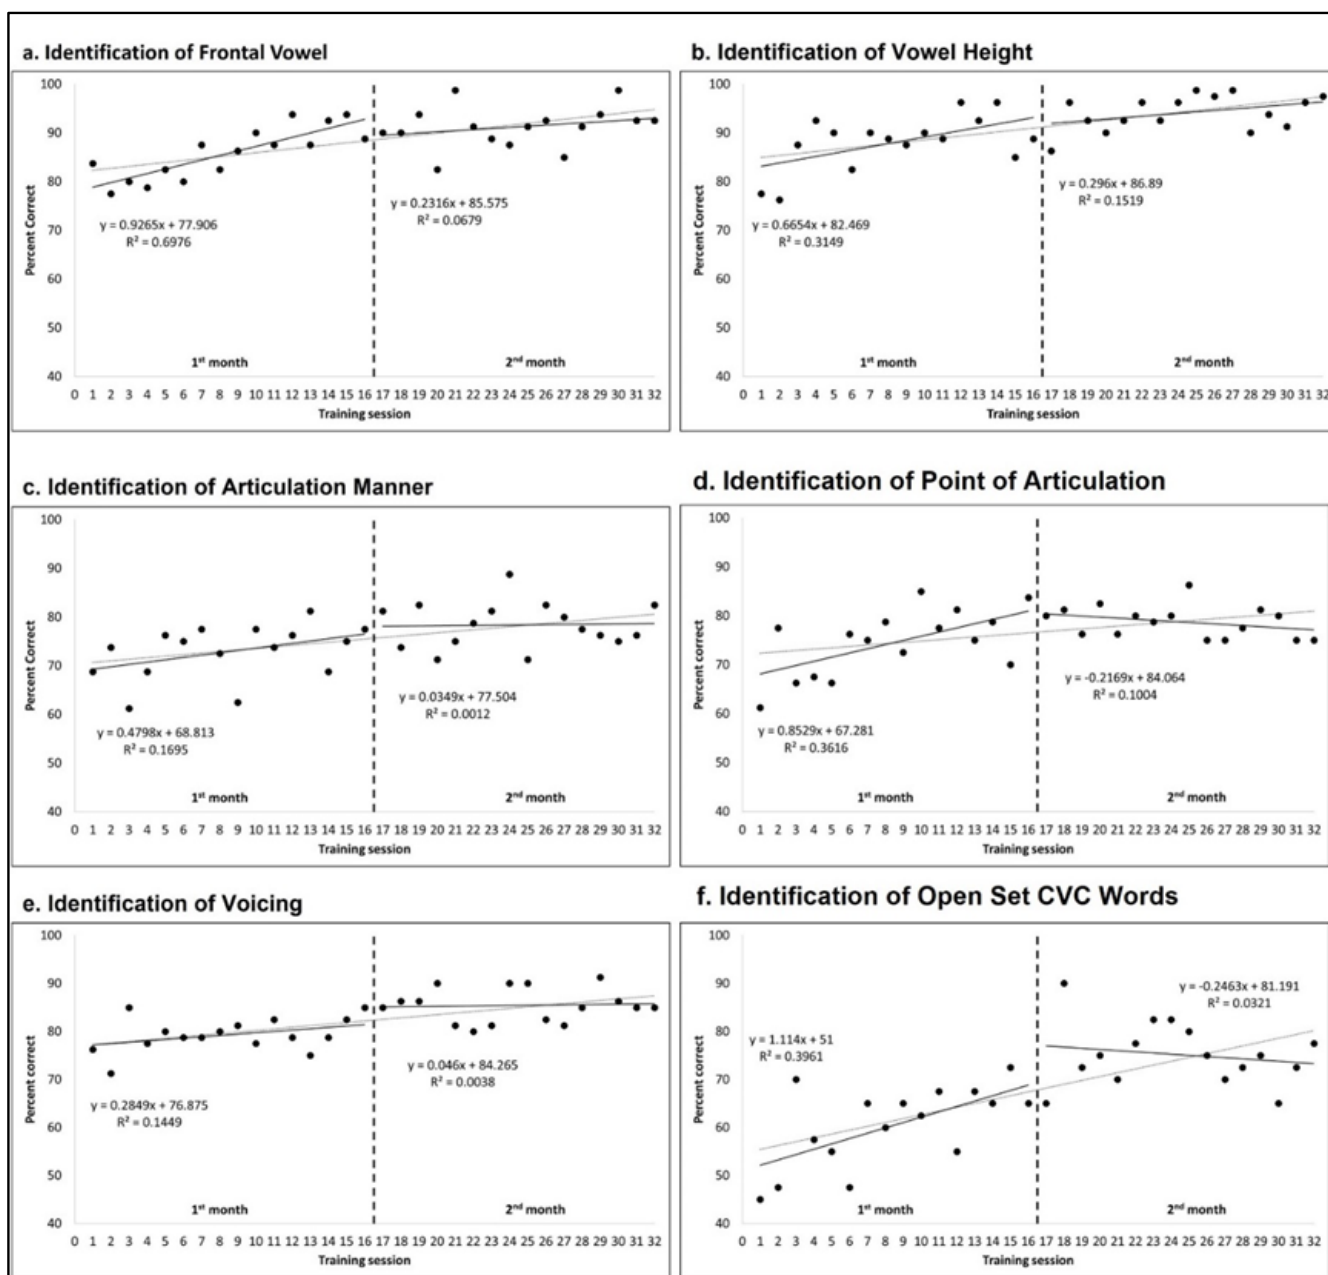 a. Identification of Frontal Vowel
100
90
80
70
60
50
40
Percent Correct
y = 0.9265x + 77.906
R² = 0.6976
y = 0.2316x + 85.575
R² = 0.0679
1st month
2nd month
0 1 2 3 4 5 6 7 8 9 10 11 12 13 14 15 16 17 18 19 20 21 22 23 24 25 26 27 28 29 30 31 32
Training session
b. Identification of Vowel Height
100
90
80
70
60
50
40
Percent Correct
y = 0.6654x + 82.469
R² = 0.3149
y = 0.296x + 86.89
R² = 0.1519
1st month
2nd month
0 1 2 3 4 5 6 7 8 9 10 11 12 13 14 15 16 17 18 19 20 21 22 23 24 25 26 27 28 29 30 31 32
Training session
c. Identification of Articulation Manner
100
90
80
70
60
50
40
Percent Correct
y = 0.4798x + 68.813
R² = 0.1695
y = 0.0349x + 77.504
R² = 0.0012
1st month
2nd month
0 1 2 3 4 5 6 7 8 9 10 11 12 13 14 15 16 17 18 19 20 21 22 23 24 25 26 27 28 29 30 31 32
Training session
d. Identification of Point of Articulation
100
90
80
70
60
50
40
Percent Correct
y = 0.8529x + 67.281
R² = 0.3616
y = -0.2169x + 84.064
R² = 0.1004
1st month
2nd month
0 1 2 3 4 5 6 7 8 9 10 11 12 13 14 15 16 17 18 19 20 21 22 23 24 25 26 27 28 29 30 31 32
Training session
e. Identification of Voicing
100
90
80
70
60
50
40
Percent correct
y = 0.2849x + 76.875
R² = 0.1449
y = 0.046x + 84.265
R² = 0.0038
1st month
2nd month
0 1 2 3 4 5 6 7 8 9 10 11 12 13 14 15 16 17 18 19 20 21 22 23 24 25 26 27 28 29 30 31 32
Training session
f. Identification of Open Set CVC Words
100
90
80
70
60
50
40
Percent correct
y = 1.114x + 51
R² = 0.3961
y = -0.2463x + 81.191
R² = 0.0321
1st month
2nd month
0 1 2 3 4 5 6 7 8 9 10 11 12 13 14 15 16 17 18 19 20 21 22 23 24 25 26 27 28 29 30 31 32
Training session